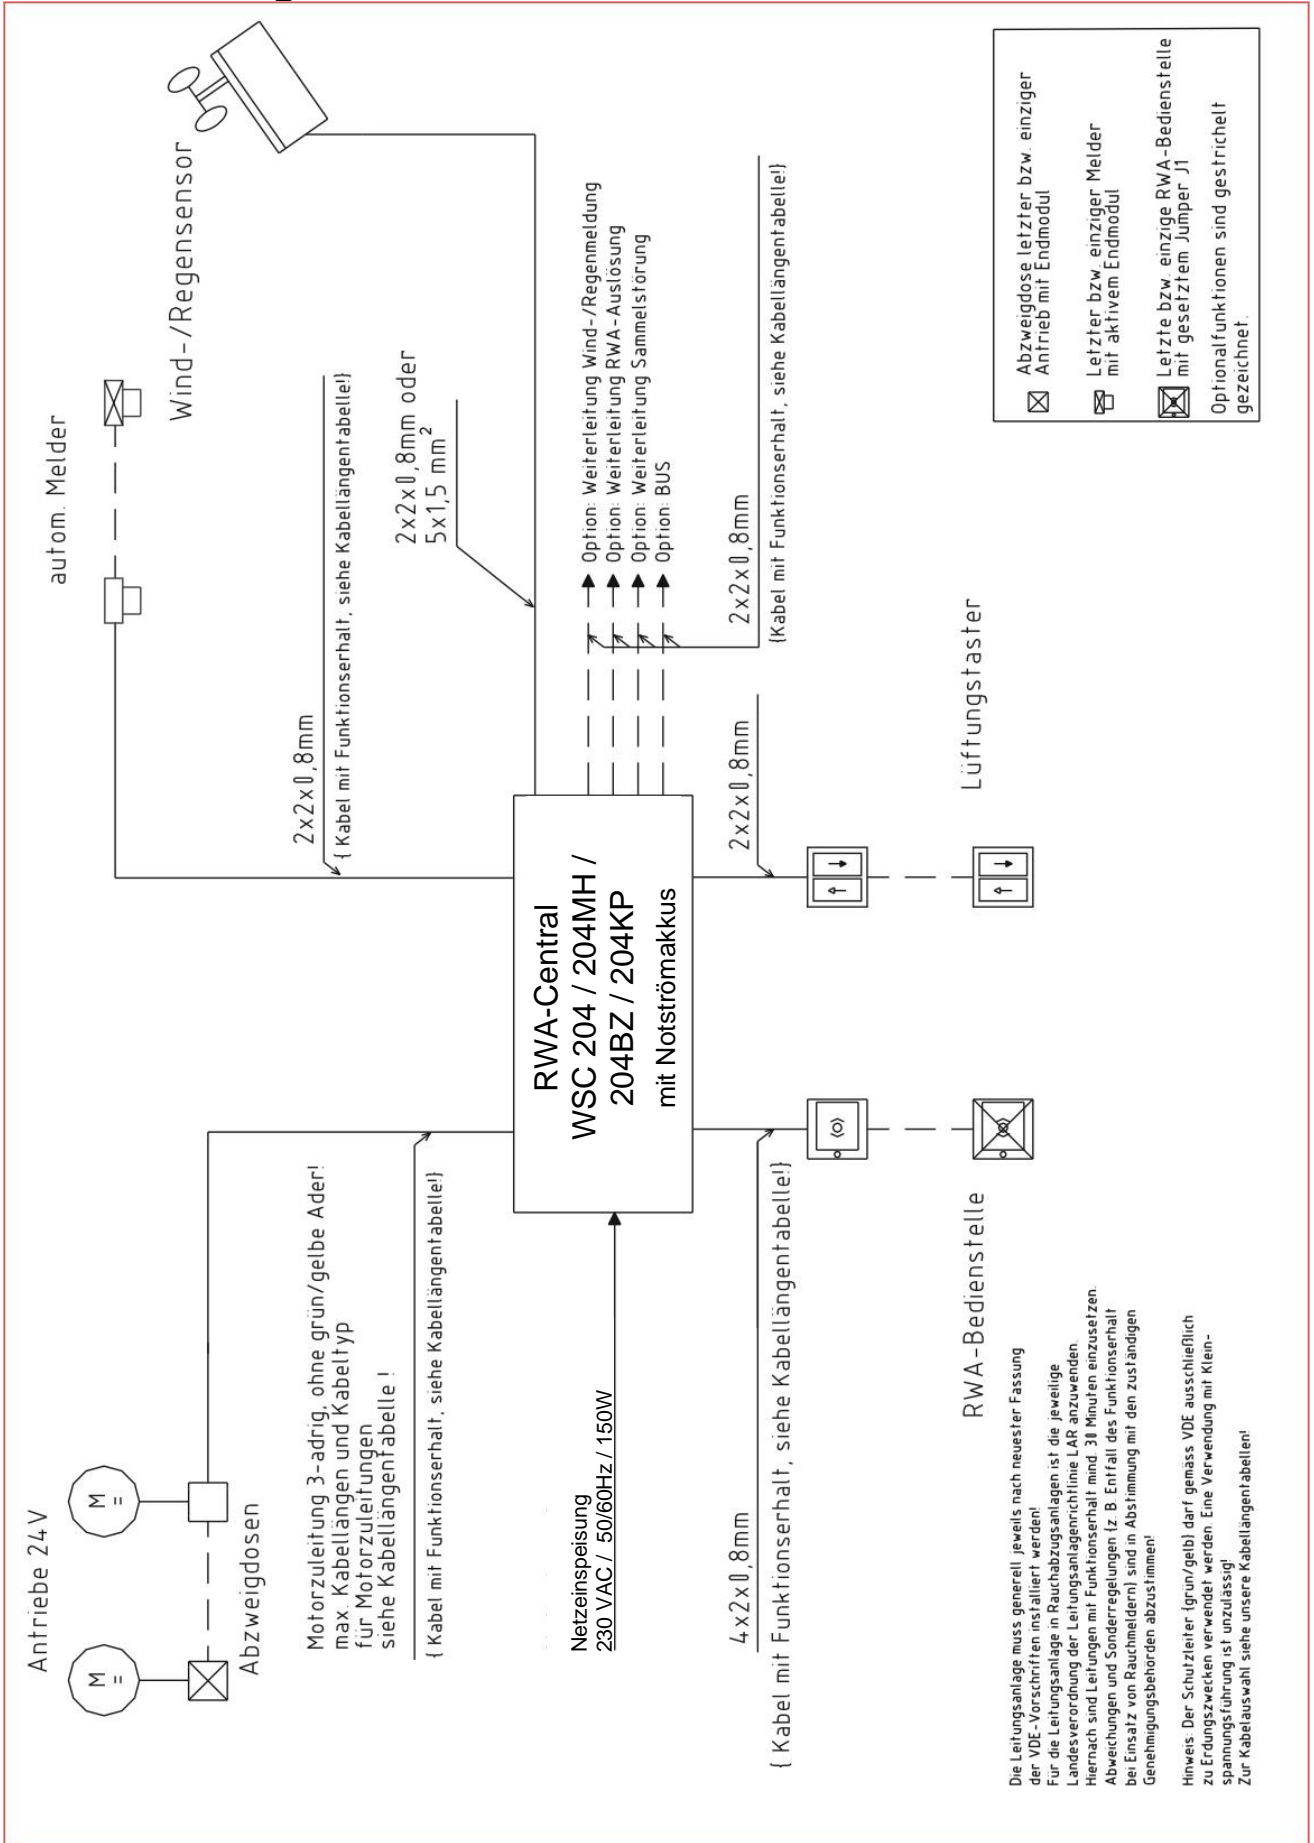 Antriebe 24V
M
=
M
=
Abzweigdosen
autom. Melder
Wind-/Regensensor
Motorzuleitung 3-adrig, ohne grün/gelbe Ader!
max. Kabellängen und Kabeltyp
für Motorzuleitungen
siehe Kabellängentabelle !
{ Kabel mit Funktionserhalt, siehe Kabellängentabelle!}
2x2x0,8mm
{ Kabel mit Funktionserhalt, siehe Kabellängentabelle!}
2x2x0,8mm oder
5x1,5 mm²
Netzeinspeisung
230 VAC / 50/60Hz / 150W
RWA-Central
WSC 204 / 204MH /
204BZ / 204KP
mit Notströmakkus
Option: Weiterleitung Wind-/Regenmeldung
Option: Weiterleitung RWA-Auslösung
Option: Weiterleitung Sammelstörung
Option: BUS
4x2x0,8mm
{ Kabel mit Funktionserhalt, siehe Kabellängentabelle!}
2x2x0,8mm
2x2x0,8mm
{Kabel mit Funktionserhalt, siehe Kabellängentabelle!}
RWA-Bedienstelle
Lüftungstaster
Die Leitungsanlage muss generell jeweils nach neuester Fassung
der VDE-Vorschriften installiert werden!
Für die Leitungsanlage in Rauchabzugsanlagen ist die jeweilige
Landesverordnung der Leitungsanlagenrichtlinie LAR anzuwenden.
Hiernach sind Leitungen mit Funktionserhalt mind. 30 Minuten einzusetzen.
Abweichungen und Sonderregelungen (z. B. Entfall des Funktionserhalt
bei Einsatz von Rauchmeldern) sind in Abstimmung mit den zuständigen
Genehmigungsbehörden abzustimmen!
Hinweis: Der Schutzleiter (grün/gelb) darf gemäss VDE ausschließlich
zu Erdungszwecken verwendet werden. Eine Verwendung mit Klein-
spannungsführung ist unzulässig!
Zur Kabelauswahl siehe unsere Kabellängentabellen!
Abzweigdose letzter bzw. einziger
Antrieb mit Endmodul
Letzter bzw. einziger Melder
mit aktivem Endmodul
Letzte bzw. einzige RWA-Bedienstelle
mit gesetztem Jumper J1
Optionalfunktionen sind gestrichelt
gezeichnet.